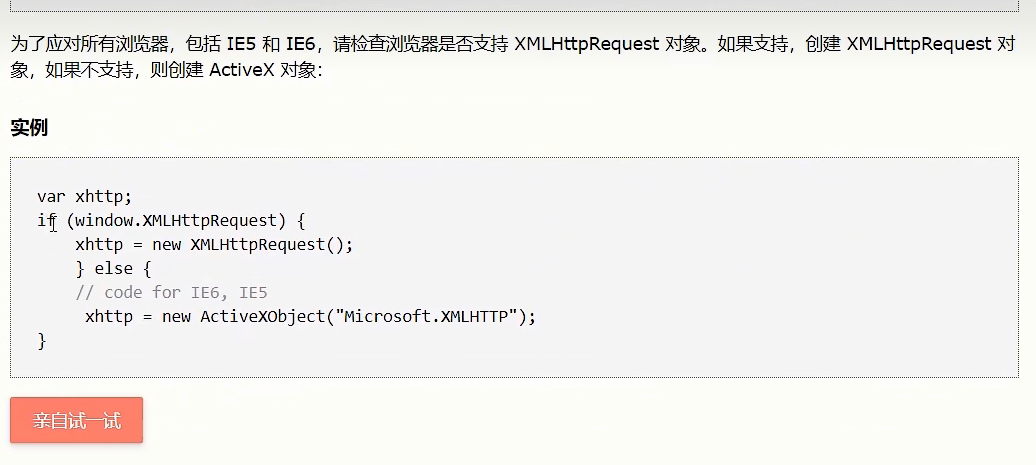 为了应对所有浏览器，包括 IE5 和 IE6，请检查浏览器是否支持 XMLHttpRequest 对象。如果支持，创建 XMLHttpRequest 对
象，如果不支持，则创建 ActiveX 对象：
实例
var xhttp;
if (window.XMLHttpRequest) {
    xhttp = new XMLHttpRequest();
    } else {
    // code for IE6, IE5
     xhttp = new ActiveXObject("Microsoft.XMLHTTP");
}
亲自试一试